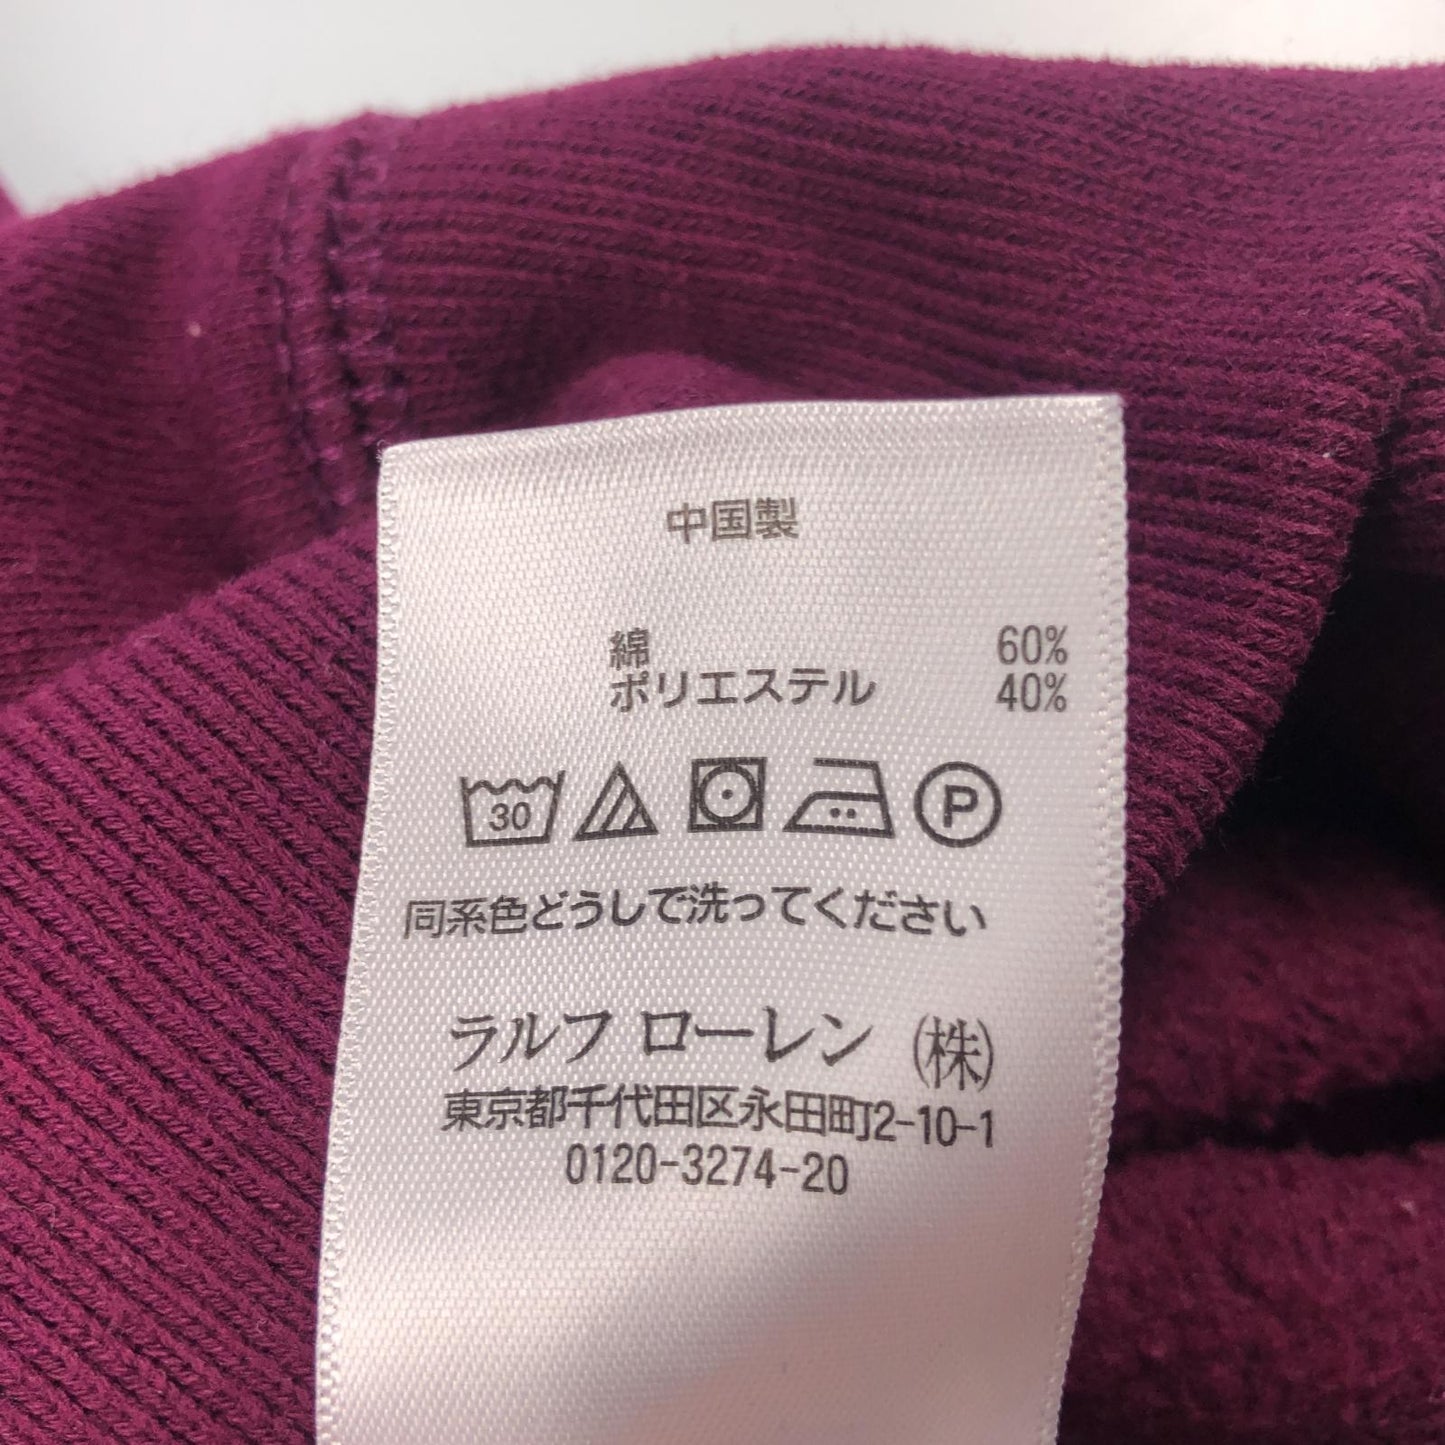 中国製
綿 60%
ポリエステル 40%
30 P
同系色どうしで洗ってください
ラルフ ローレン (株)
東京都千代田区永田町2-10-1
0120-3274-20